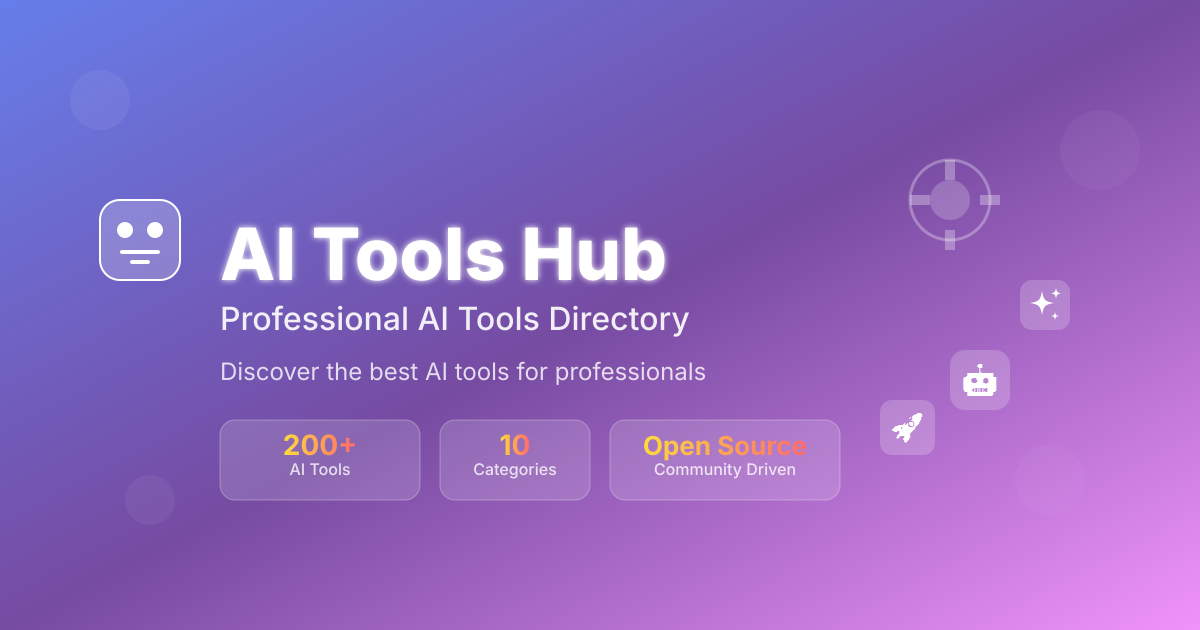 AI Tools Hub
Professional AI Tools Directory
Discover the best AI tools for professionals
200+
AI Tools
10
Categories
Open Source
Community Driven